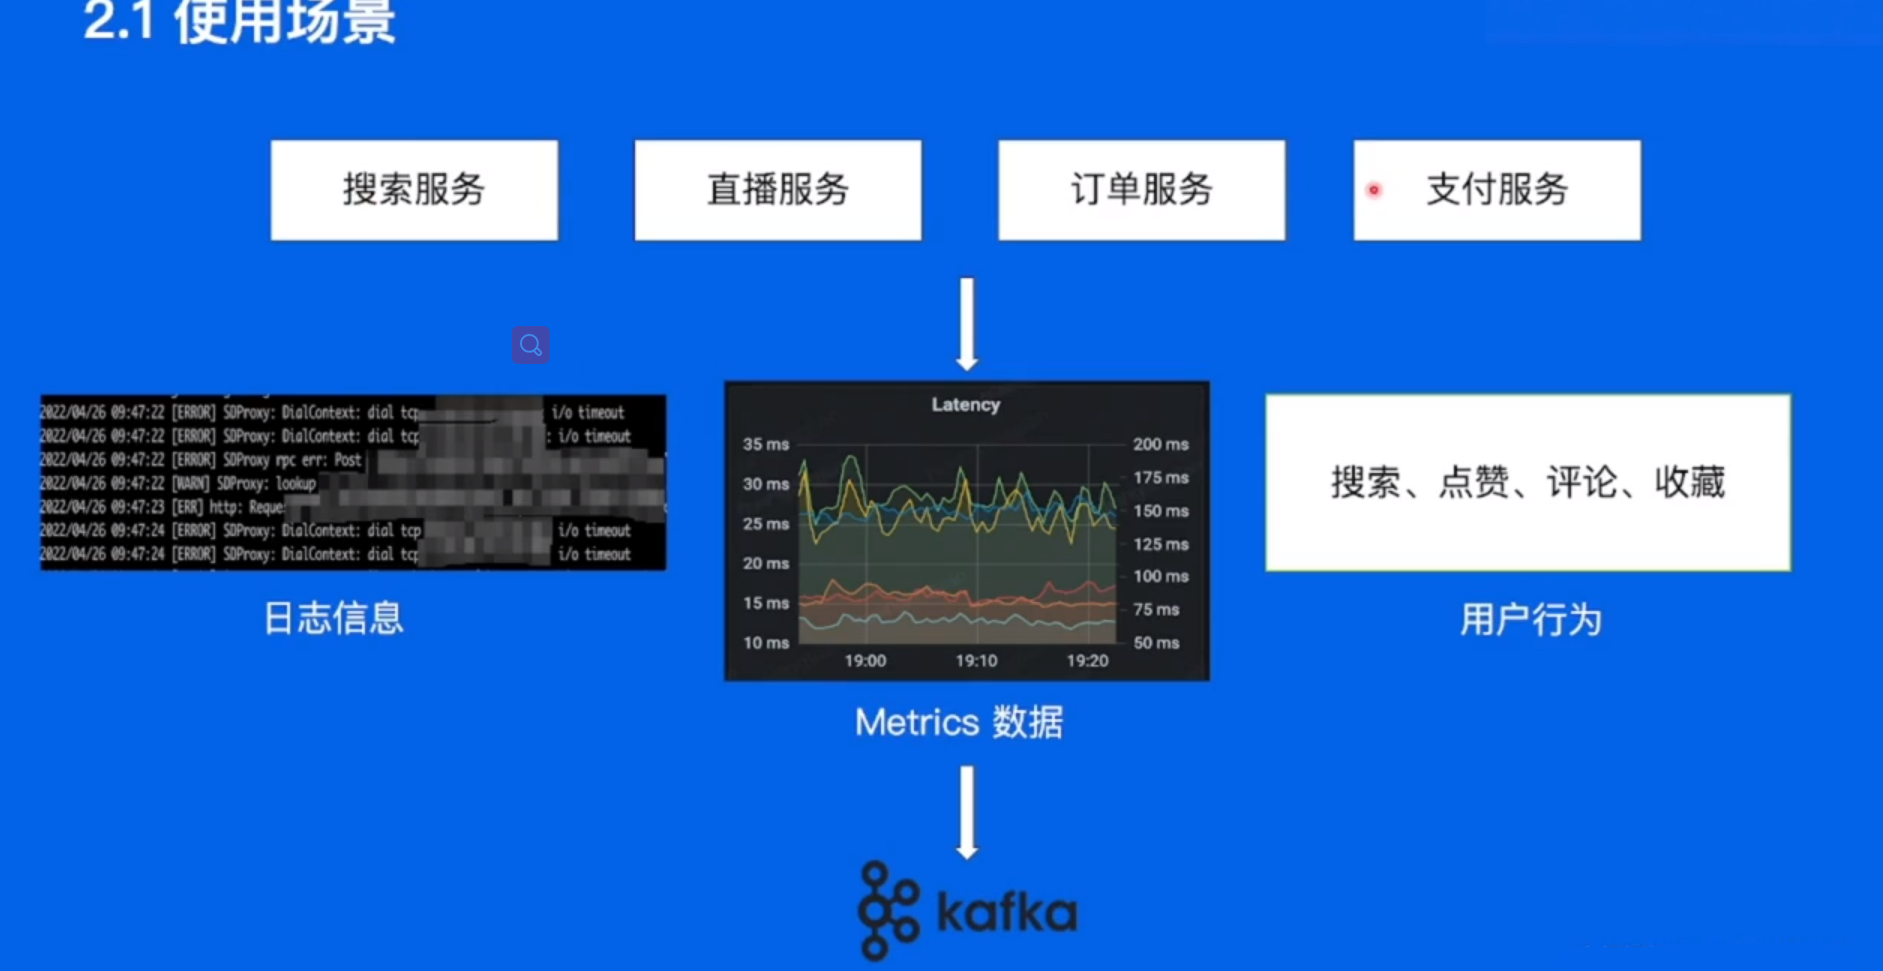 2.1 使用场景
搜索服务
直播服务
订单服务
支付服务
2022/04/26 09:47:22 [ERROR] SDProxy: DialContext: dial tcp i/o timeout
2022/04/26 09:47:22 [ERROR] SDProxy: DialContext: dial tcp : i/o timeout
2022/04/26 09:47:22 [ERROR] SDProxy rpc err: Post
2022/04/26 09:47:22 [WARN] SDProxy: lookup
2022/04/26 09:47:23 [ERR] http: Reque
2022/04/26 09:47:24 [ERROR] SDProxy: DialContext: dial tcp i/o timeout
2022/04/26 09:47:24 [ERROR] SDProxy: DialContext: dial tcp i/o timeout
日志信息
Latency
35 ms 200 ms
30 ms 175 ms
25 ms 150 ms
20 ms 125 ms
15 ms 100 ms
10 ms 75 ms
50 ms
19:00 19:10 19:20
Metrics 数据
搜索、点赞、评论、收藏
用户行为
kafka